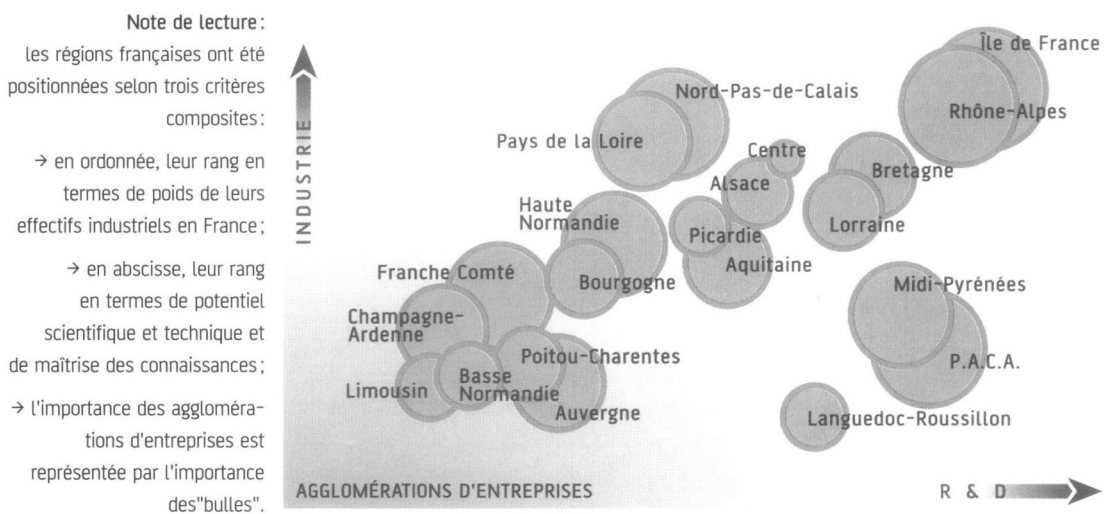 Note de lecture:
les régions françaises ont été
positionnées selon trois critères
composites:
→ en ordonnée, leur rang en
termes de poids de leurs
effectifs industriels en France;
→ en abscisse, leur rang
en termes de potentiel
scientifique et technique et
de maîtrise des connaissances;
→ l'importance des aggloméra-
tions d'entreprises est
représentée par l'importance
des"bulles".
INDUSTRIE
Île de France
Rhône-Alpes
Nord-Pas-de-Calais
Pays de la Loire
Centre
Bretagne
Alsace
Haute
Normandie
Lorraine
Picardie
Aquitaine
Franche Comté
Bourgogne
Midi-Pyrénées
Champagne-
Ardenne
Poitou-Charentes
P.A.C.A.
Limousin
Basse
Normandie
Auvergne
Languedoc-Roussillon
AGGLOMÉRATIONS D'ENTREPRISES
R & D